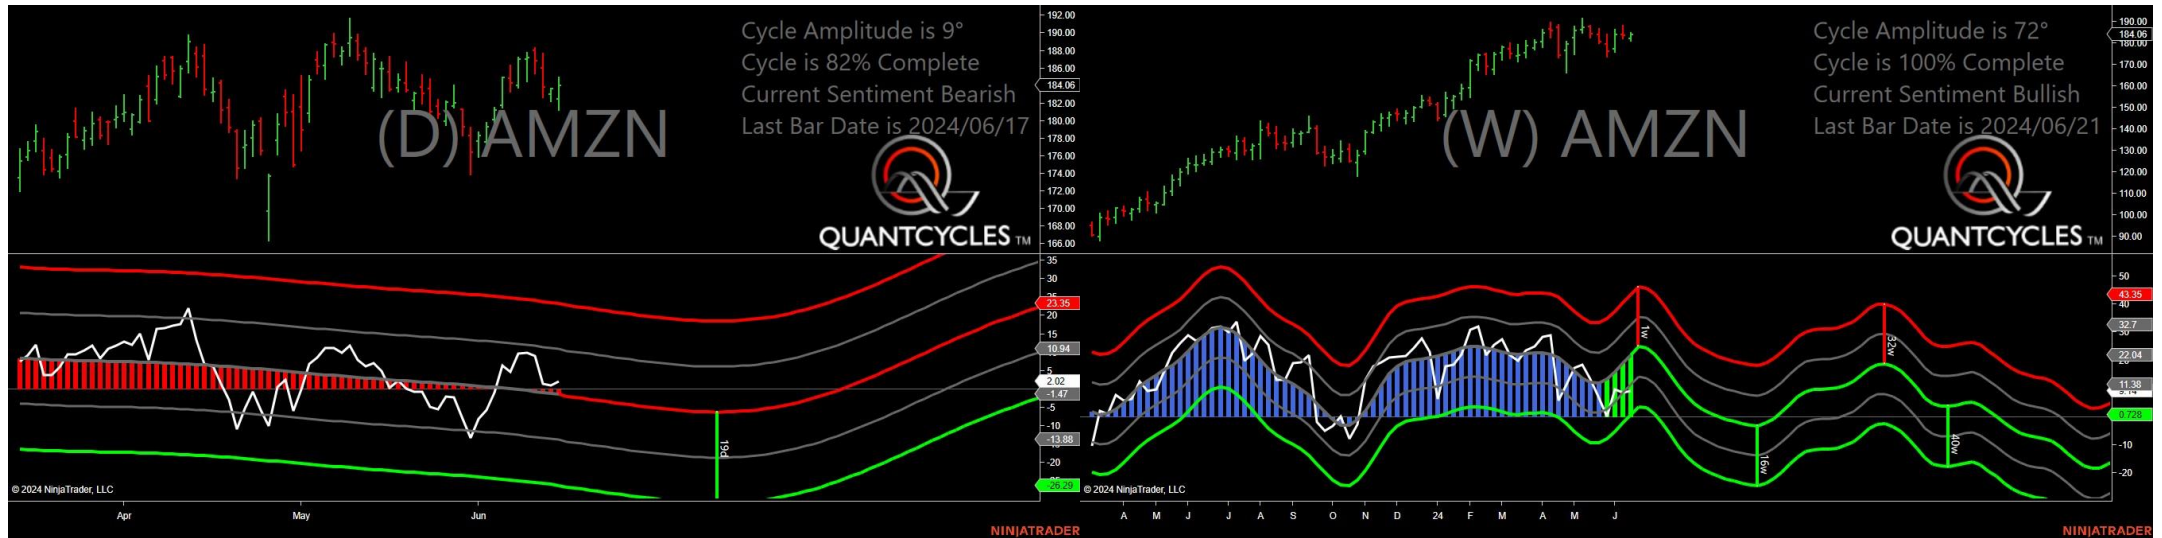 Cycle Amplitude is 9°
Cycle is 82% Complete
Current Sentiment Bearish
Last Bar Date is 2024/06/17
(D) AMZN
QUANTCYCLES TM
192.00
190.00
188.00
186.00
184.06
182.00
180.00
178.00
176.00
174.00
172.00
170.00
168.00
166.00
35
30
23.35
20
15
10.94
5
2.02
-1.47
-5
-10
-13.88
-20
-26.29
19d
© 2024 NinjaTrader, LLC
Apr May Jun
NINJATRADER
Cycle Amplitude is 72°
Cycle is 100% Complete
Current Sentiment Bullish
Last Bar Date is 2024/06/21
(W) AMZN
QUANTCYCLES TM
190.00
184.06
180.00
170.00
160.00
150.00
140.00
130.00
120.00
110.00
100.00
90.00
50
43.35
40
32.7
30
22.04
11.38
9.14
0.728
-10
-20
1w
32w
16w
40w
© 2024 NinjaTrader, LLC
A M J J A S O N D 24 F M A M J
NINJATRADER